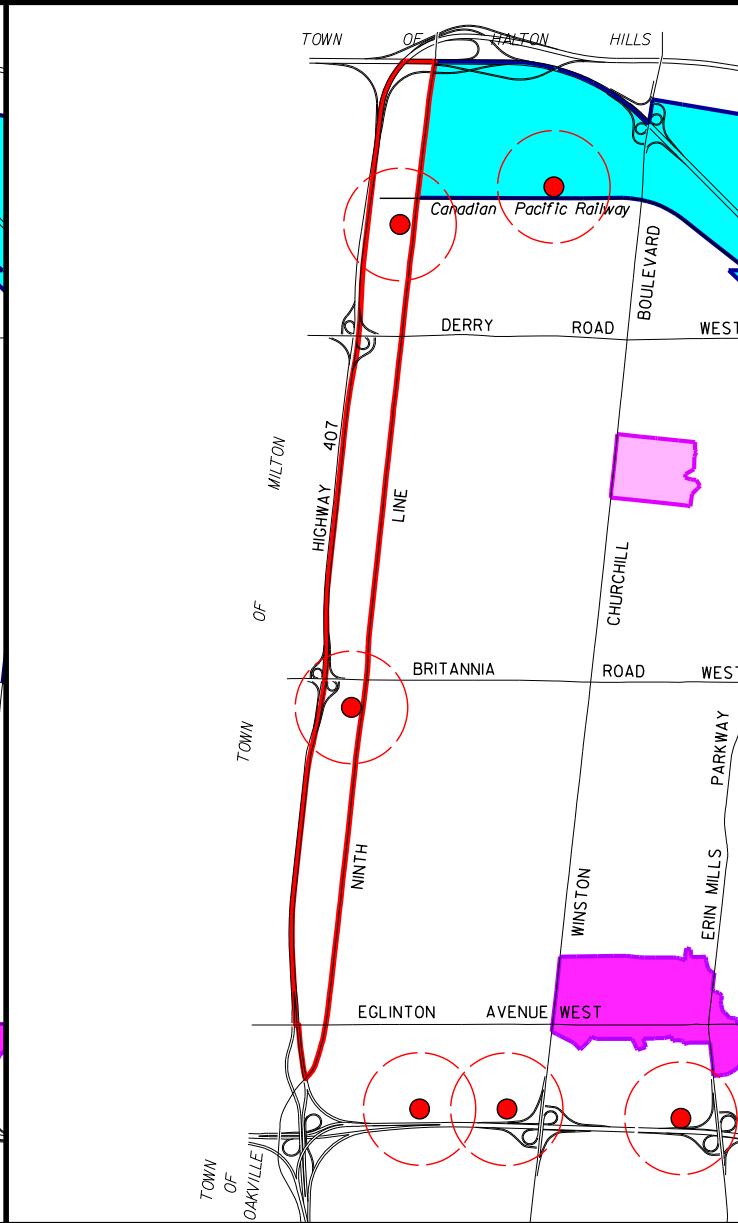 TOWN OF HALTON HILLS
Canadian Pacific Railway
BOULEVARD
DERRY ROAD WEST
407
MILTON
HIGHWAY
LINE
CHURCHILL
OF
BRITANNIA ROAD WEST
TOWN
PARKWAY
NINTH
WINSTON
ERIN MILLS
EGLINTON AVENUE WEST
TOWN
OF
OAKVILLE